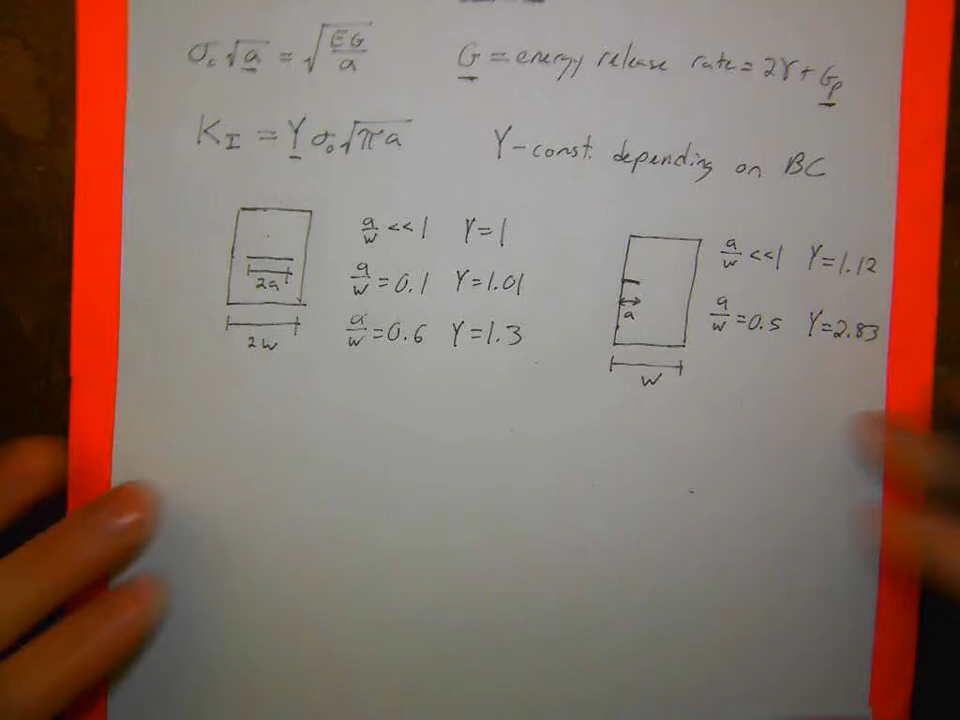 σc √a = √(EG/a) G = energy release rate = 2γ + Gp
K_I = Y σ₀ √πa Y-const. depending on BC
a/w << 1 Y = 1
a/w = 0.1 Y = 1.01
a/w = 0.6 Y = 1.3
2a
2w
a/w << 1 Y = 1.12
a/w = 0.5 Y = 2.83
a
w